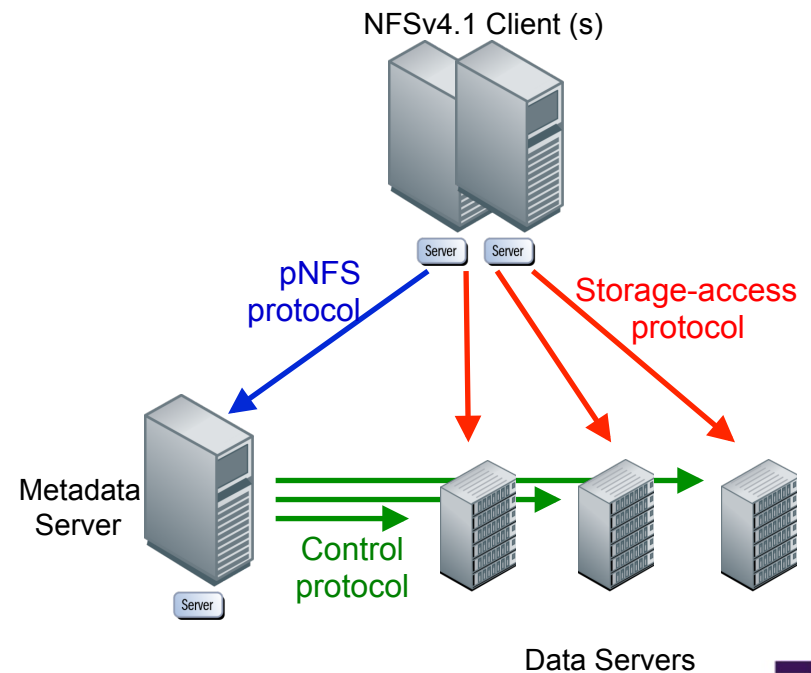 NFSv4.1 Client (s)
Server
Server
pNFS
protocol
Storage-access
protocol
Metadata
Server
Control
protocol
Server
Data Servers